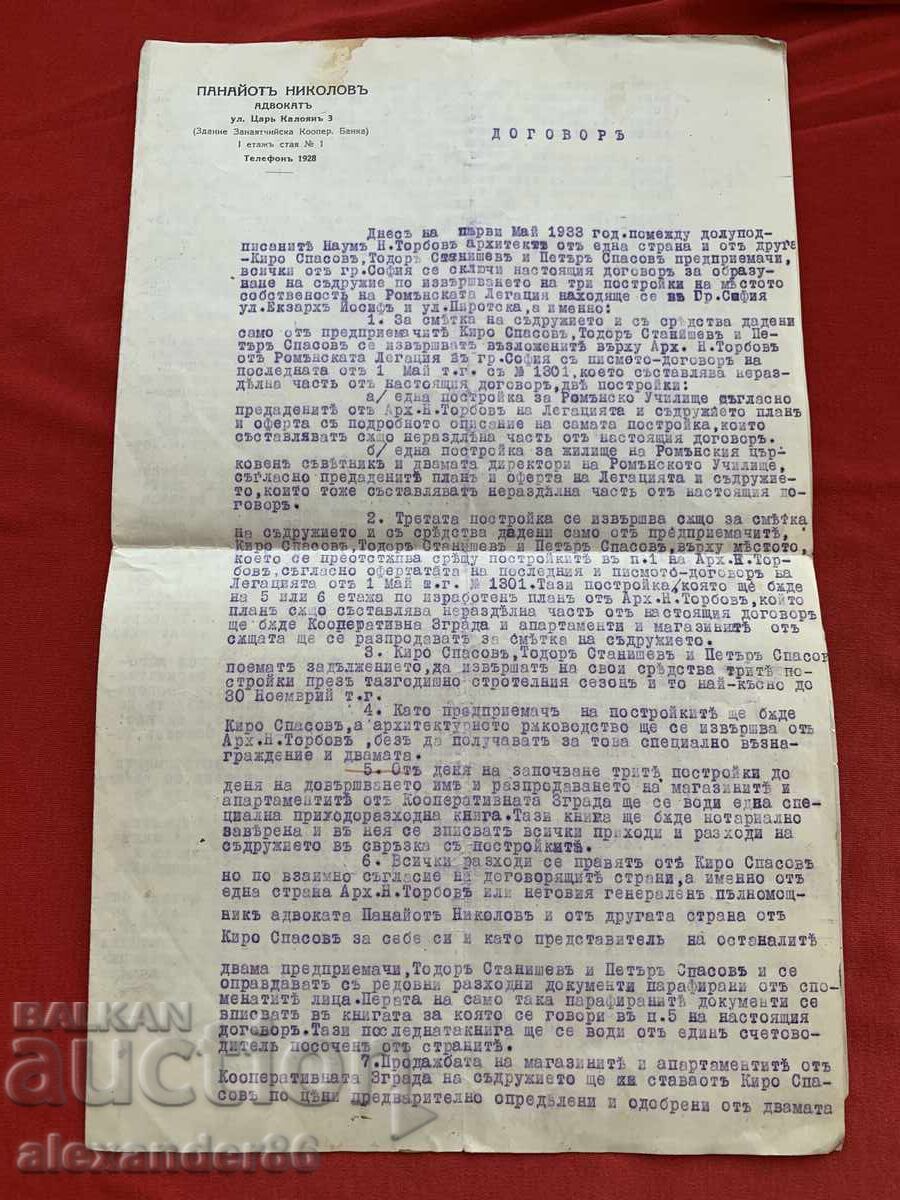 ПАНАЙОТЪ НИКОЛОВЪ
АДВОКАТЪ
ул. Царь Калоянъ 3
(Здание Занаятчийска Коопер. Банка)
I етажъ стая № 1
Телефонъ 1928
ДОГОВОРЪ
Днесъ на първи Май 1933 год.помежду долупод-
писанитѣ Наумъ Н.Торбовъ архитектъ отъ една страна и отъ друга
-Киро Спасовъ,Тодоръ Станишевъ и Петъръ Спасовъ предприемачи,
всички отъ гр.София се сключи настоящия договоръ за образу-
ване на съдружие по извършването на три постройки на мѣстото
собственость на Ромънската Легация находяще се въ Гр.София
ул.Екзархъ Иосифъ и ул.Пиротска,а именно:
1. За смѣтка на съдружието и съ срѣдства дадени
само отъ предприемачитѣ Киро Спасовъ,Тодоръ Станишевъ и Пе-
търъ Спасовъ се извършватъ възложенитѣ върху Арх. Н.Торбовъ
отъ Ромънската Легация въ гр.София съ писмото-договоръ на
последната отъ 1 Май т.г. съ № 1301,което съставлява нераз-
дѣлна часть отъ настоящия договоръ,двѣ постройки:
а/ една постройка за Ромънско Училище съгласно
предаденитѣ отъ Арх.Н.Торбовъ на Легацията и съдружието планъ
и оферта съ подробното описание на самата постройка,които
съставляватъ сѫщо нераздѣлна часть отъ настоящия договоръ.
б/ една постройка за жилище на Ромънския цър-
ковенъ съвѣтникъ и двамата директори на Ромънското Училище,
съгласно предаденитѣ планъ и оферта на Легацията и съдружие-
то,които тоже съставляватъ нераздѣлна часть отъ настоящия до-
говоръ.
2. Третата постройка се извършва сѫщо за смѣтка
на съдружието и съ срѣдства дадени само отъ предприемачитѣ,
Киро Спасовъ,Тодоръ Станишевъ и Петъръ Спасовъ,върху мѣстото,
което се преотстѫпва срѣщу постройкитѣ въ п.1 на Арх.Н.Тор-
бовъ,съгласно офертатата на последния и писмото-договоръ на
Легацията отъ 1 Май т.г. № 1301.Тази постройка,която ще бѫде
на 5 или 6 етажа по изработенъ планъ отъ Арх.Н.Торбовъ,който
планъ сѫщо съставлява нераздѣлна часть отъ настоящия договоръ
ще бѫде Кооперативна Зграда и апартаменти и магазинитѣ отъ
сѫщата ще се разпродаватъ за смѣтка на съдружието.
3. Киро Спасовъ,Тодоръ Станишевъ и Петъръ Спасов
поематъ задължението,да извършатъ на свои срѣдства тритѣ по-
стройки презъ тазгодишно стротелния сезонъ и то най-късно до
30 Ноемврий т.г.
4. Като предприемачъ на постройкитѣ ще бѫде
Киро Спасовъ,а архитектурното рѫководство ще се извършва отъ
Арх.Н.Торбовъ ,безъ да получаватъ за това специално възна-
граждение и двамата.
5. Отъ деня на започване тритѣ постройки до
деня на довършването имъ и разпродаването на магазинитѣ и
апартаментитѣ отъ Кооперативната Зграда ще се води една спе-
циална приходоразходна книга.Тази книга ще бѫде нотариално
завѣрена и въ нея се вписватъ всички приходи и разходи на
съдружието въ свръзка съ постройкитѣ.
6. Всички разходи се правятъ отъ Киро Спасовъ
но по взаимно съгласие на договорящитѣ страни,а именно отъ
една страна Арх.Н.Торбовъ или неговия генераленъ пълномощ-
никъ адвоката Панайотъ Николовъ и отъ другата страна отъ
Киро Спасовъ за себе си и като представитель на останалитѣ
двама предприемачи,Тодоръ Станишевъ и Петъръ Спасовъ и се
оправдаватъ съ редовни разходни документи парафирани отъ спо-
менатитѣ лица.Перата на само така парафиранитѣ документи се
вписватъ въ книгата за която се говори въ п.5 на настоящия
договоръ.Тази последнатакнига ще се води отъ единъ счетово-
дитель посоченъ отъ странитѣ.
7.Продажбата на магазинитѣ и апартаментитѣ отъ
Кооперативната Зграда на съдружието ще ставатъ Киро Спа-
совъ по цѣни предварително опредѣлени и одобрени отъ двамата
BALKAN
auction
alexander86